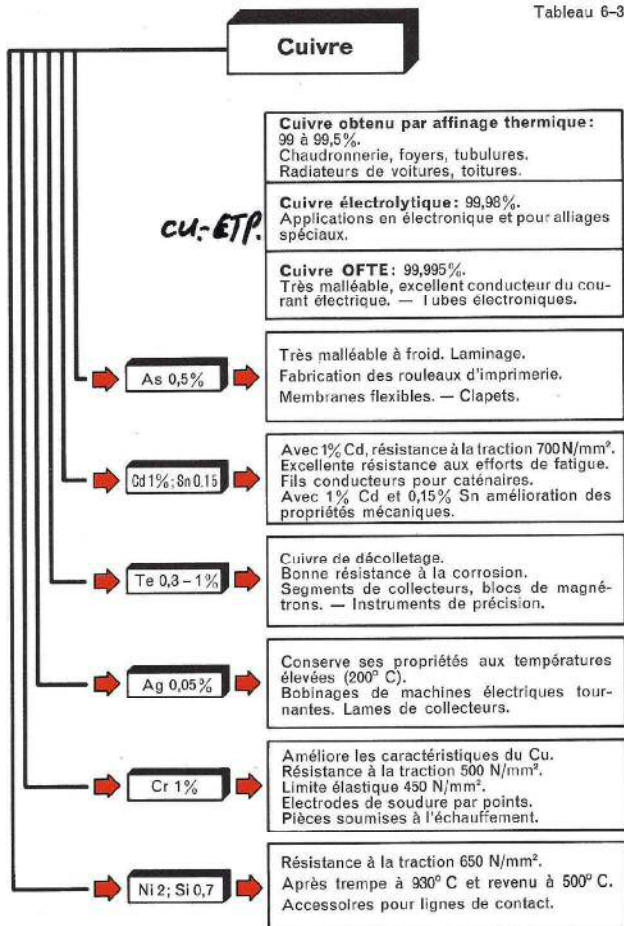 Tableau 6–3
Cuivre
Cuivre obtenu par affinage thermique:
99 à 99,5%.
Chaudronnerie, foyers, tubulures.
Radiateurs de voitures, toitures.
CU.-ETP.
Cuivre électrolytique: 99,98%.
Applications en électronique et pour alliages
spéciaux.
Cuivre OFTE: 99,995%.
Très malléable, excellent conducteur du cou-
rant électrique. — Tubes électroniques.
As 0,5%
Très malléable à froid. Laminage.
Fabrication des rouleaux d'imprimerie.
Membranes flexibles. — Clapets.
Cd 1%; Sn 0.15
Avec 1% Cd, résistance à la traction 700 N/mm².
Excellente résistance aux efforts de fatigue.
Fils conducteurs pour caténaires.
Avec 1% Cd et 0,15% Sn amélioration des
propriétés mécaniques.
Te 0,3 – 1%
Cuivre de décolletage.
Bonne résistance à la corrosion.
Segments de collecteurs, blocs de magné-
trons. — Instruments de précision.
Ag 0,05%
Conserve ses propriétés aux températures
élevées (200° C).
Bobinages de machines électriques tour-
nantes. Lames de collecteurs.
Cr 1%
Améliore les caractéristiques du Cu.
Résistance à la traction 500 N/mm².
Limite élastique 450 N/mm².
Electrodes de soudure par points.
Pièces soumises à l'échauffement.
Ni 2; Si 0,7
Résistance à la traction 650 N/mm².
Après trempe à 930° C et revenu à 500° C.
Accessoires pour lignes de contact.